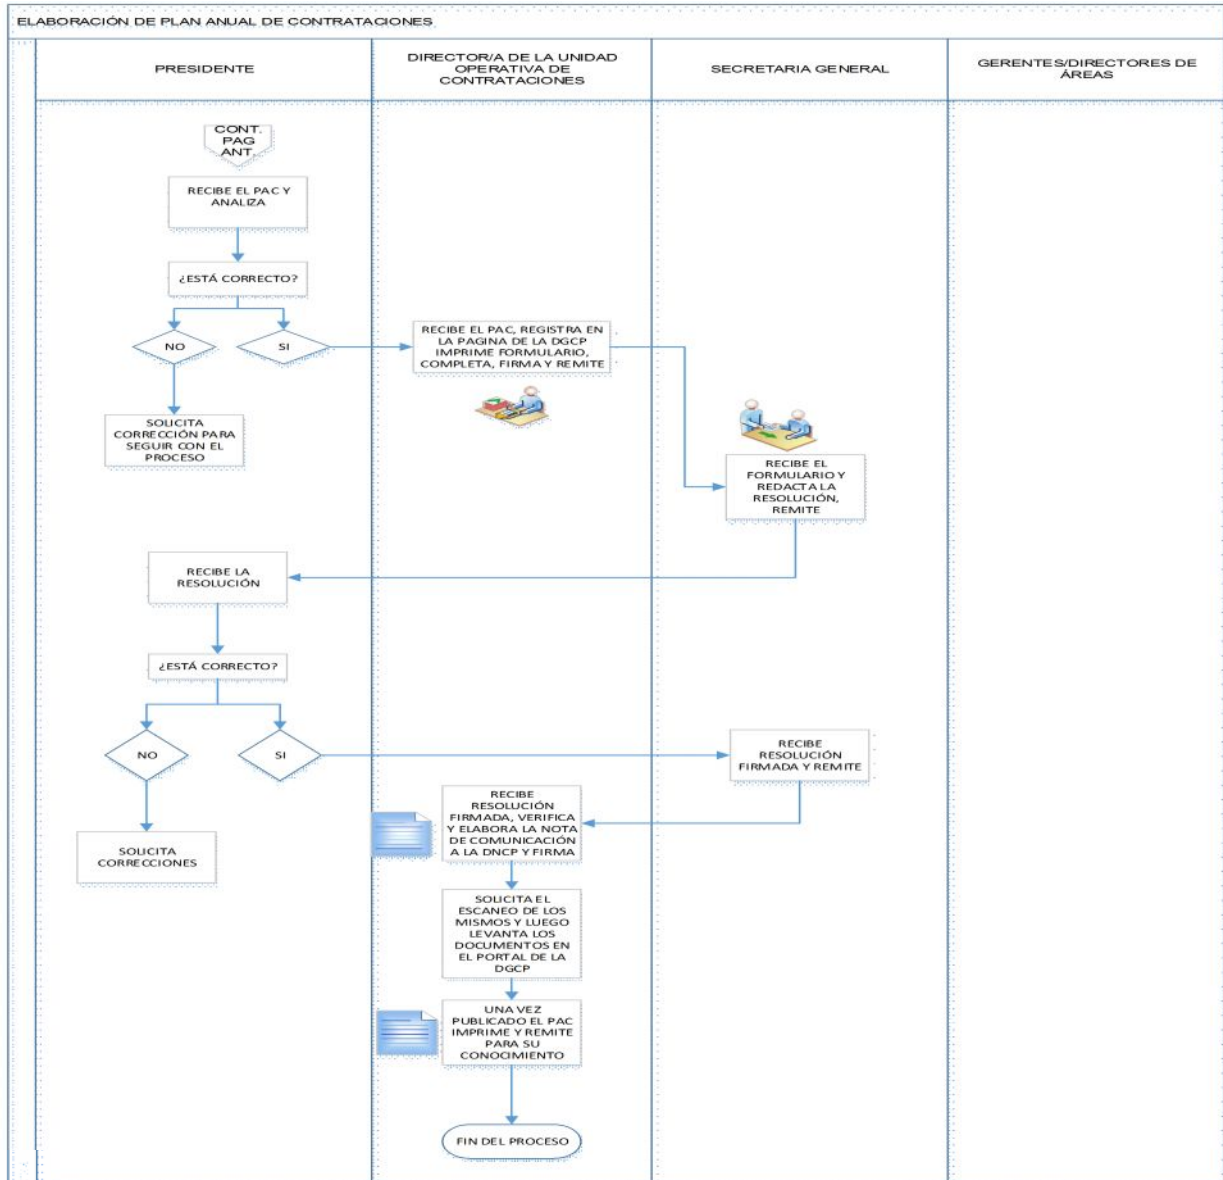 ELABORACIÓN DE PLAN ANUAL DE CONTRATACIONES
PRESIDENTE
DIRECTOR/A DE LA UNIDAD
OPERATIVA DE
CONTRATACIONES
SECRETARIA GENERAL
GERENTES/DIRECTORES DE
ÁREAS
CONT.
PAG
ANT.
RECIBE EL PAC Y
ANALIZA
¿ESTÁ CORRECTO?
NO
SI
RECIBE EL PAC, REGISTRA EN
LA PAGINA DE LA DGCP
IMPRIME FORMULARIO,
COMPLETA, FIRMA Y REMITE
SOLICITA
CORRECCIÓN PARA
SEGUIR CON EL
PROCESO
RECIBE EL
FORMULARIO Y
REDACTA LA
RESOLUCIÓN,
REMITE
RECIBE LA
RESOLUCIÓN
¿ESTÁ CORRECTO?
NO
SI
RECIBE
RESOLUCIÓN
FIRMADA Y REMITE
RECIBE
RESOLUCIÓN
FIRMADA, VERIFICA
Y ELABORA LA NOTA
DE COMUNICACIÓN
A LA DNCP Y FIRMA
SOLICITA
CORRECCIONES
SOLICITA EL
ESCANEO DE LOS
MISMOS Y LUEGO
LEVANTA LOS
DOCUMENTOS EN
EL PORTAL DE LA
DGCP
UNA VEZ
PUBLICADO EL PAC
IMPRIME Y REMITE
PARA SU
CONOCIMIENTO
FIN DEL PROCESO